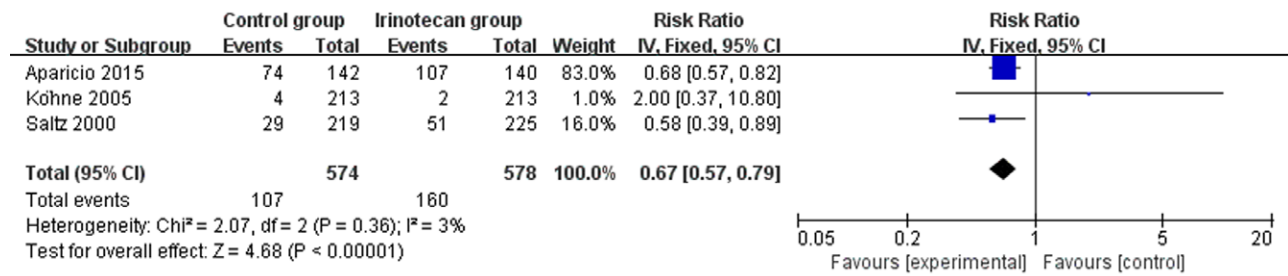 Control group Irinotecan group Risk Ratio Risk Ratio
Study or Subgroup Events Total Events Total Weight IV, Fixed, 95% CI IV, Fixed, 95% CI
Aparicio 2015 74 142 107 140 83.0% 0.68 [0.57, 0.82]
Köhne 2005 4 213 2 213 1.0% 2.00 [0.37, 10.80]
Saltz 2000 29 219 51 225 16.0% 0.58 [0.39, 0.89]
Total (95% CI) 574 578 100.0% 0.67 [0.57, 0.79]
Total events 107 160
Heterogeneity: Chi² = 2.07, df = 2 (P = 0.36); I² = 3%
Test for overall effect: Z = 4.68 (P < 0.00001)
0.05 0.2 1 5 20
Favours [experimental] Favours [control]